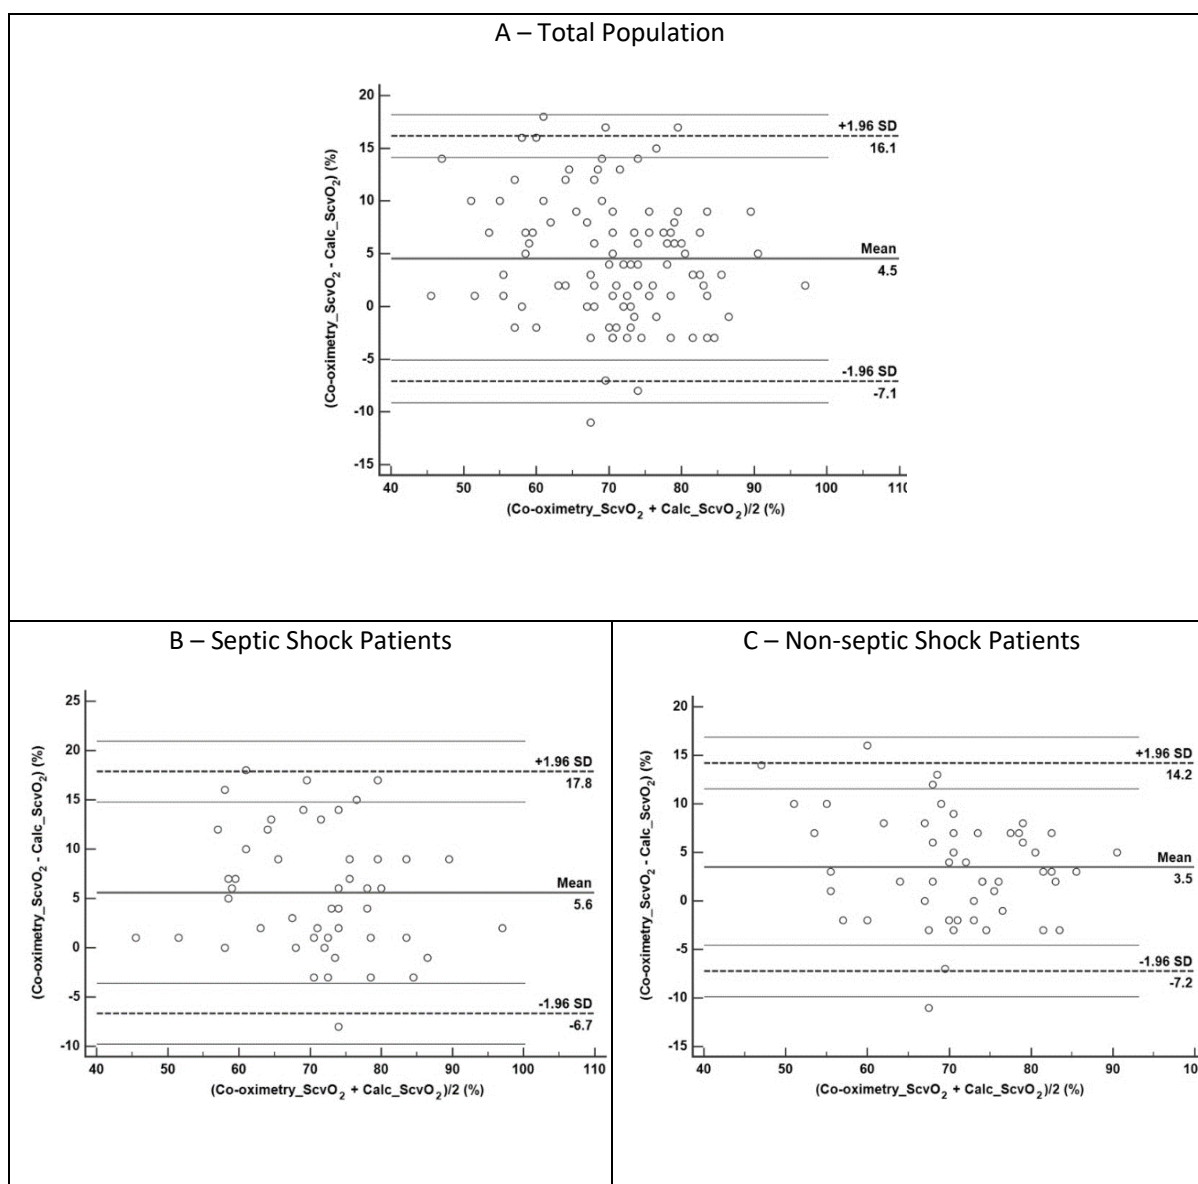 A – Total Population
20
15
10
5
0
-5
-10
-15
40 50 60 70 80 90 100 110
(Co-oximetry_ScvO2 - Calc_ScvO2) (%)
(Co-oximetry_ScvO2 + Calc_ScvO2)/2 (%)
+1.96 SD
16.1
Mean
4.5
-1.96 SD
-7.1
B – Septic Shock Patients
25
20
15
10
5
0
-5
-10
40 50 60 70 80 90 100 110
(Co-oximetry_ScvO2 - Calc_ScvO2) (%)
(Co-oximetry_ScvO2 + Calc_ScvO2)/2 (%)
+1.96 SD
17.8
Mean
5.6
-1.96 SD
-6.7
C – Non-septic Shock Patients
20
15
10
5
0
-5
-10
-15
40 50 60 70 80 90 10
(Co-oximetry_ScvO2 - Calc_ScvO2) (%)
(Co-oximetry_ScvO2 + Calc_ScvO2)/2 (%)
+1.96 SD
14.2
Mean
3.5
-1.96 SD
-7.2